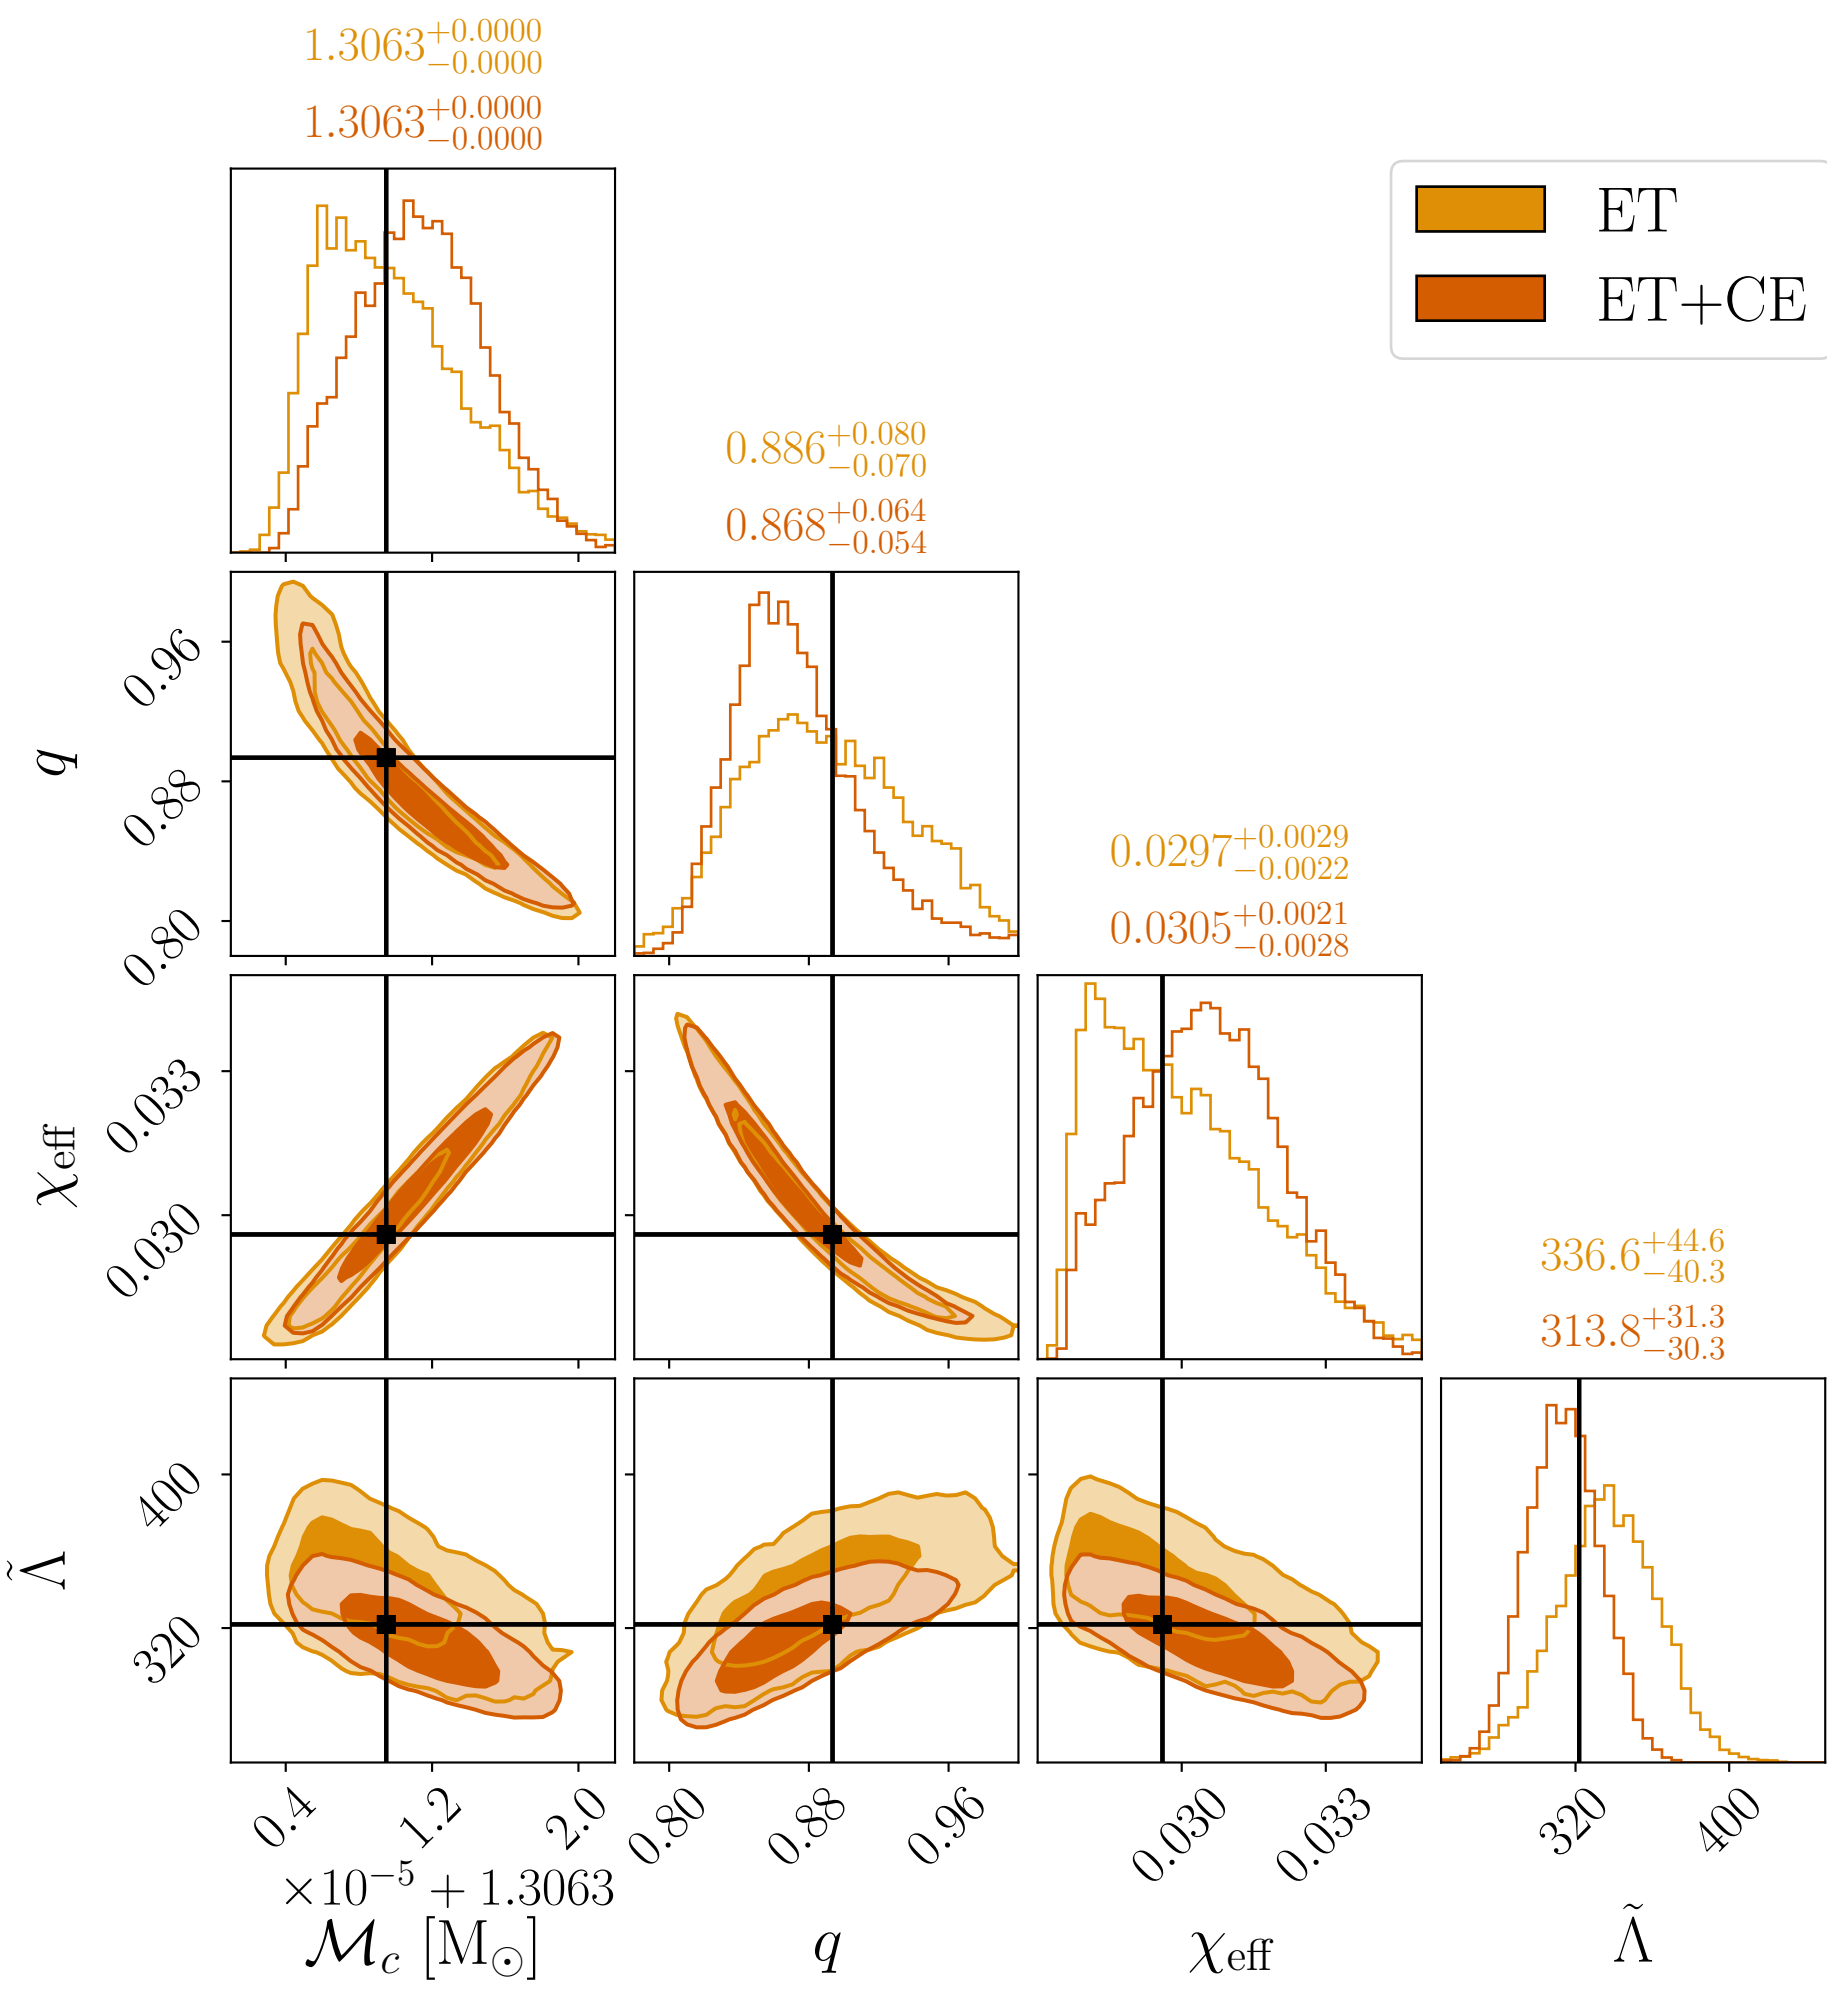 1.3063+0.0000−0.0000
1.3063+0.0000−0.0000
ET
ET+CE
0.886+0.080−0.070
0.868+0.064−0.054
q
0.96
0.88
0.80
0.0297+0.0029−0.0022
0.0305+0.0021−0.0028
χeff
0.033
0.030
336.6+44.6−40.3
313.8+31.3−30.3
Λ̃
400
320
0.4 1.2 2.0 0.80 0.88 0.96 0.030 0.033 320 400
×10−5 + 1.3063
ℳc [M⊙] q χeff Λ̃